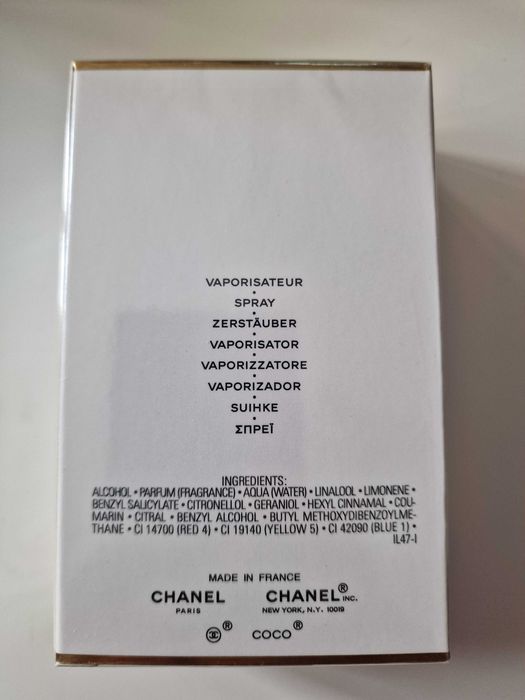 VAPORISATEUR
•
SPRAY
•
ZERSTÄUBER
•
VAPORISATOR
•
VAPORIZZATORE
•
VAPORIZADOR
•
SUIHKE
•
ΣΠΡΕΪ
INGREDIENTS:
ALCOHOL • PARFUM (FRAGRANCE) • AQUA (WATER) • LINALOOL • LIMONENE •
BENZYL SALICYLATE • CITRONELLOL • GERANIOL • HEXYL CINNAMAL • COU-
MARIN • CITRAL • BENZYL ALCOHOL • BUTYL METHOXYDIBENZOYLME-
THANE • CI 14700 (RED 4) • CI 19140 (YELLOW 5) • CI 42090 (BLUE 1) •
IL47-I
MADE IN FRANCE
CHANEL CHANEL® INC.
PARIS NEW YORK, N.Y. 10019
® COCO®